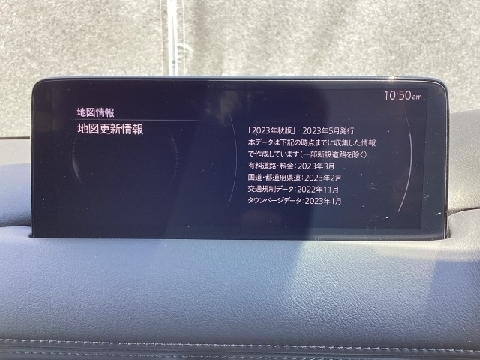 10:50am
地図情報
地図更新情報
「2023年秋版」 2023年5月発行
本データは下記の時点までに収集した情報
で作成しています（一部新設道路を除く）
有料道路・料金：2023年3月
国道・都道府県道：2023年2月
交通規制データ：2022年11月
タウンページデータ：2023年1月